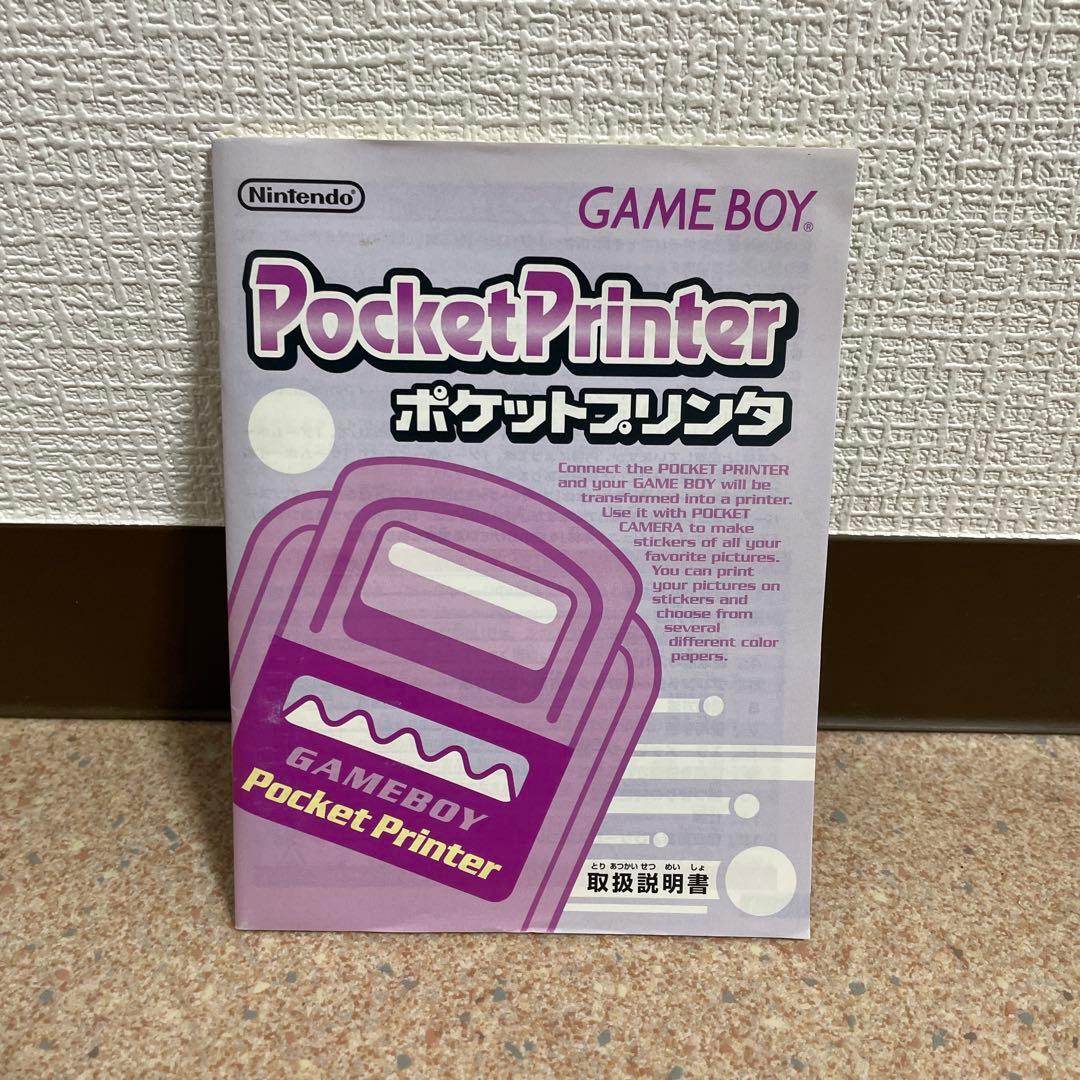 Nintendo®
GAME BOY®
PocketPrinter
ポケットプリンタ
Connect the POCKET PRINTER
and your GAME BOY will be
transformed into a printer.
Use it with POCKET
CAMERA to make
stickers of all your
favorite pictures.
You can print
your pictures on
stickers and
choose from
several
different color
papers.
GAMEBOY
Pocket Printer
とり あつかい せつ めい しょ
取扱説明書